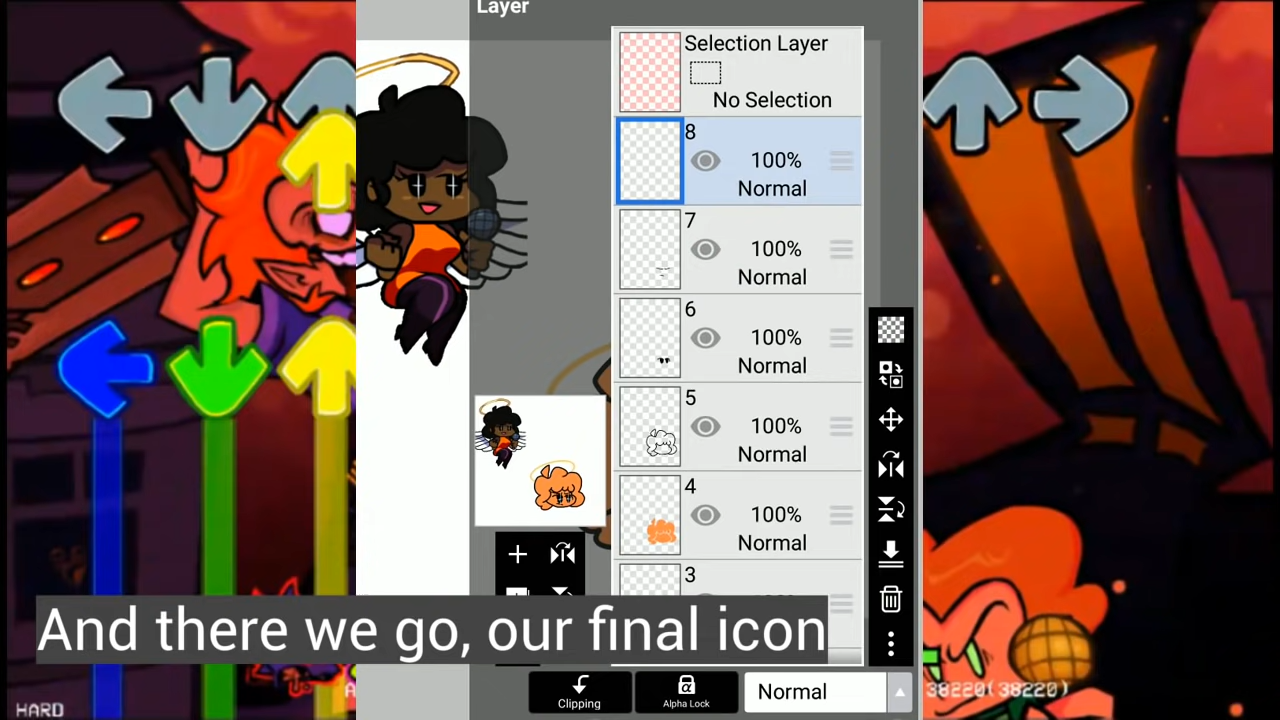 Layer
Selection Layer
No Selection
8
100%
Normal
7
100%
Normal
6
100%
Normal
5
100%
Normal
4
100%
Normal
3
And there we go, our final icon
Clipping
α
Alpha Lock
Normal
38220(38220)
HARD